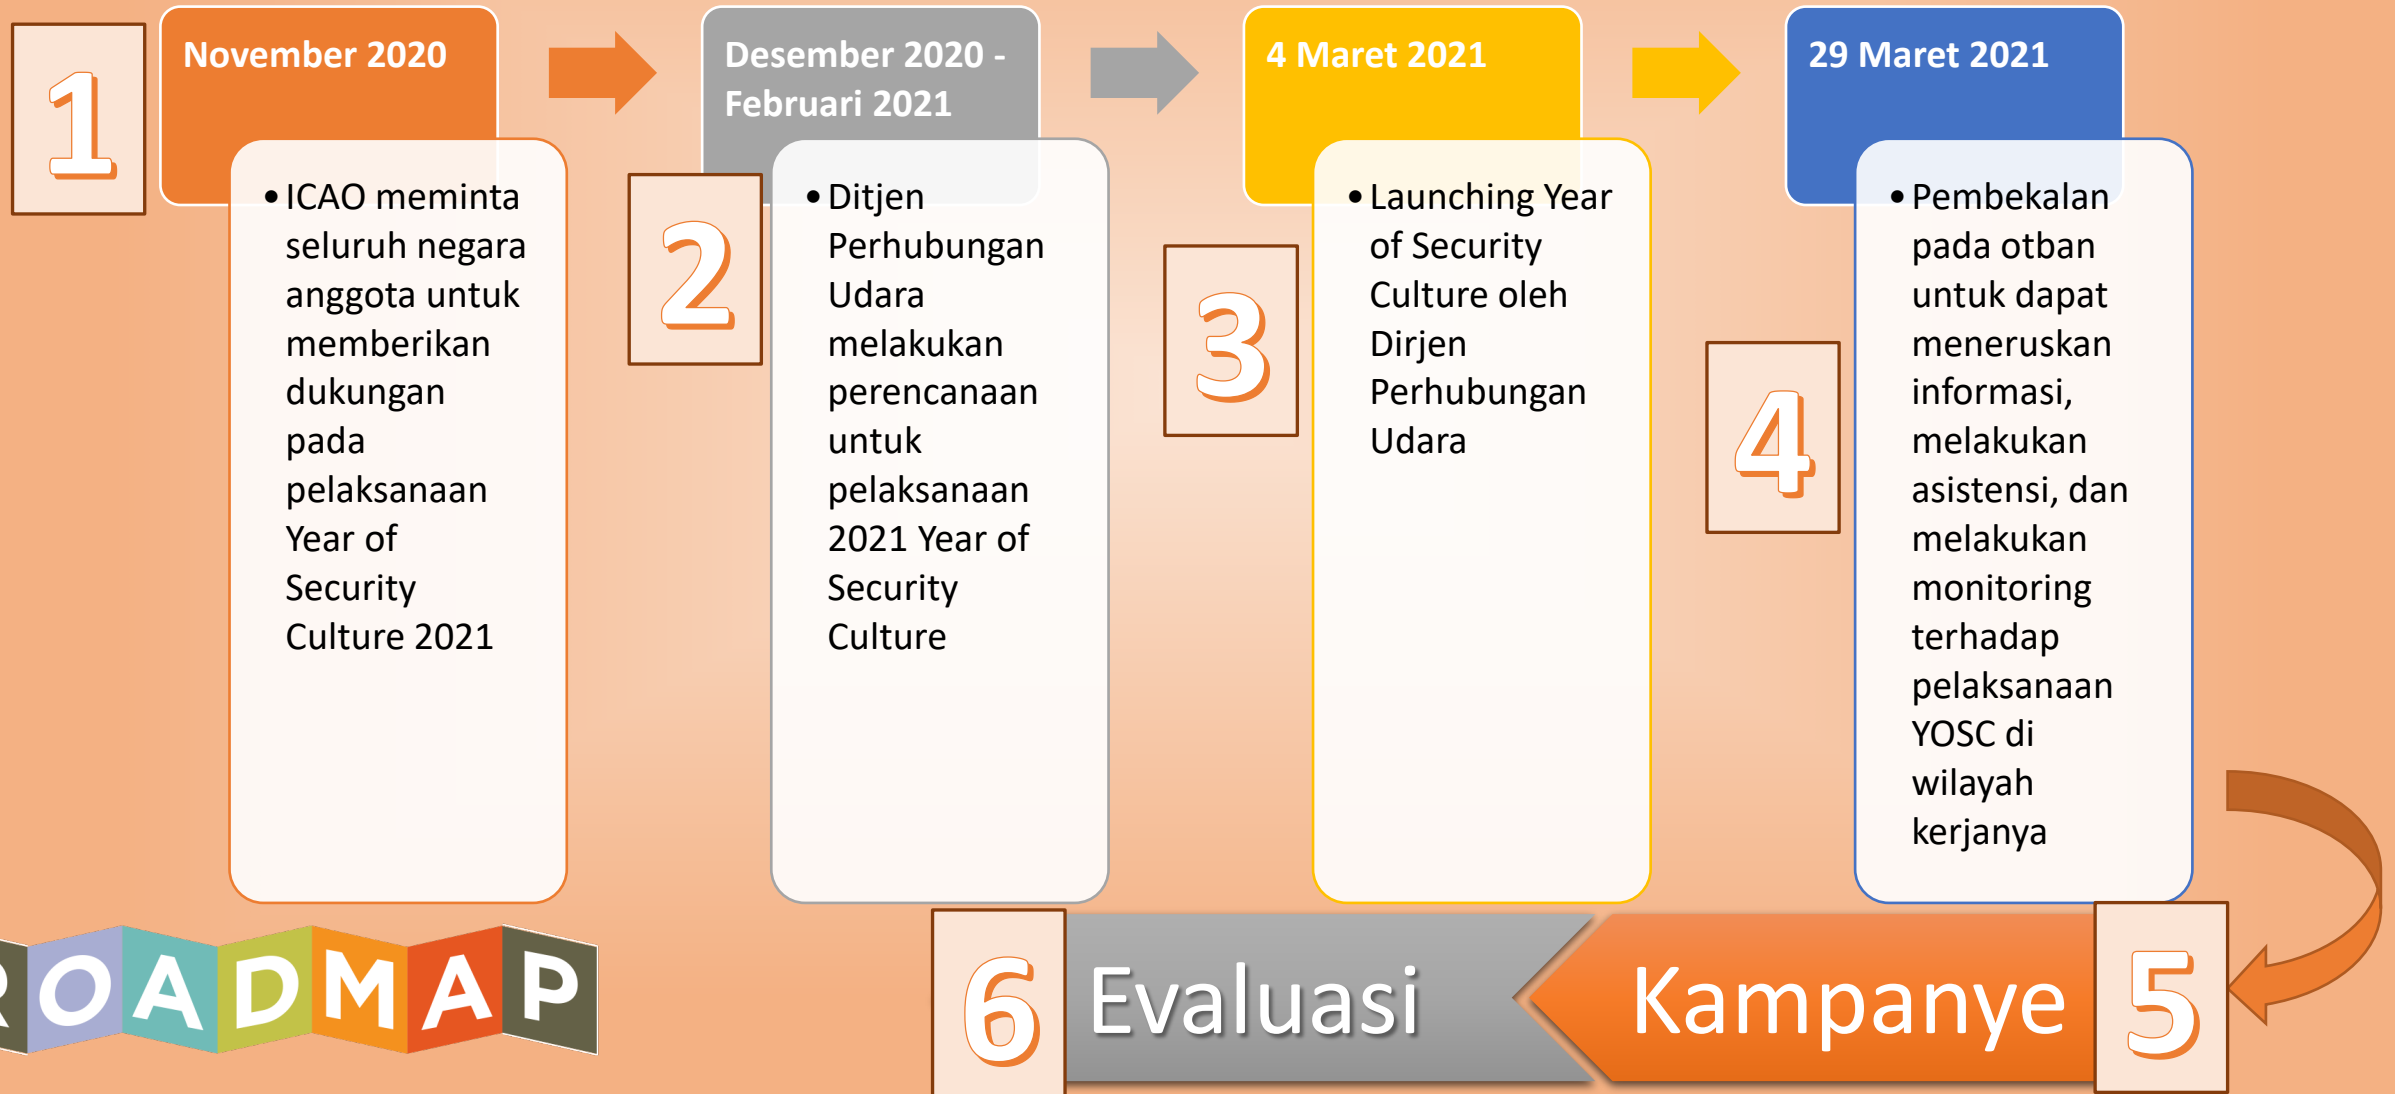 1
November 2020
• ICAO meminta
seluruh negara
anggota untuk
memberikan
dukungan
pada
pelaksanaan
Year of
Security
Culture 2021
2
Desember 2020 -
Februari 2021
• Ditjen
Perhubungan
Udara
melakukan
perencanaan
untuk
pelaksanaan
2021 Year of
Security
Culture
3
4 Maret 2021
• Launching Year
of Security
Culture oleh
Dirjen
Perhubungan
Udara
4
29 Maret 2021
• Pembekalan
pada otban
untuk dapat
meneruskan
informasi,
melakukan
asistensi, dan
melakukan
monitoring
terhadap
pelaksanaan
YOSC di
wilayah
kerjanya
5
Kampanye
6
Evaluasi
ROADMAP